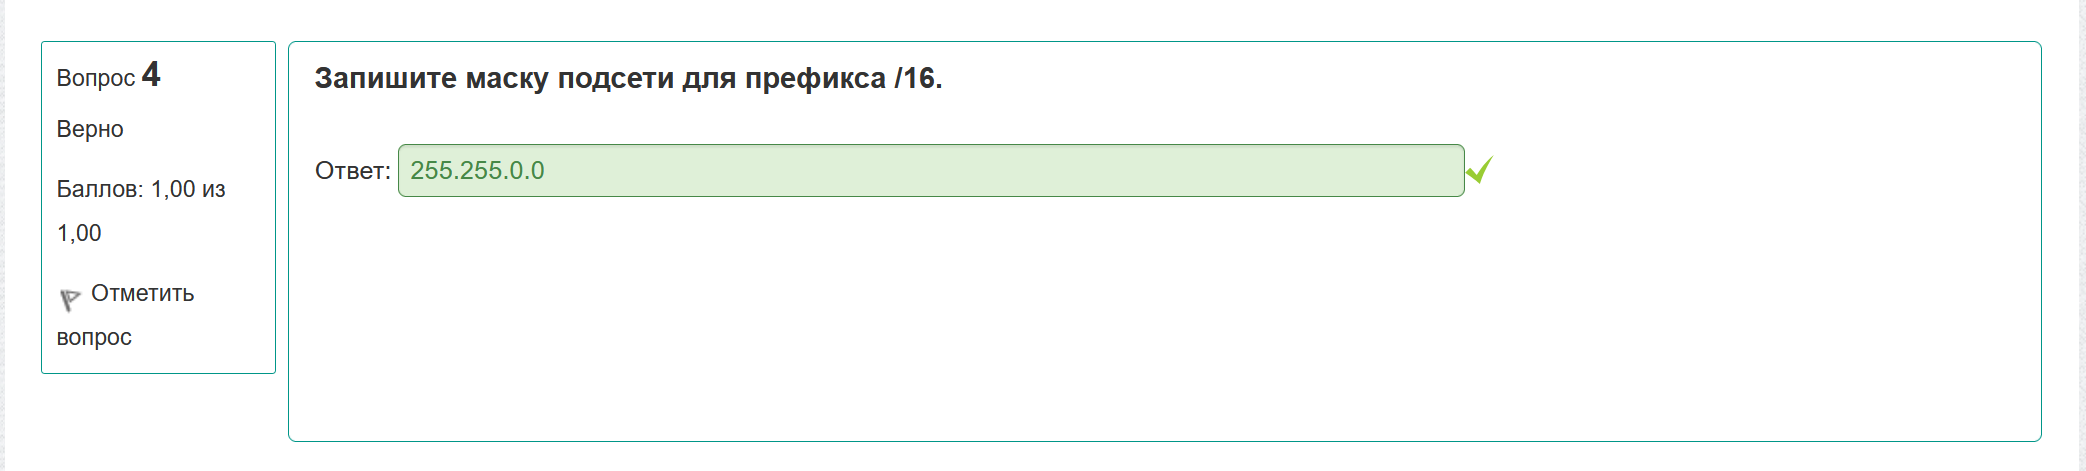 Вопрос 4
Верно
Баллов: 1,00 из
1,00
Отметить
вопрос
Запишите маску подсети для префикса /16.
Ответ: 255.255.0.0